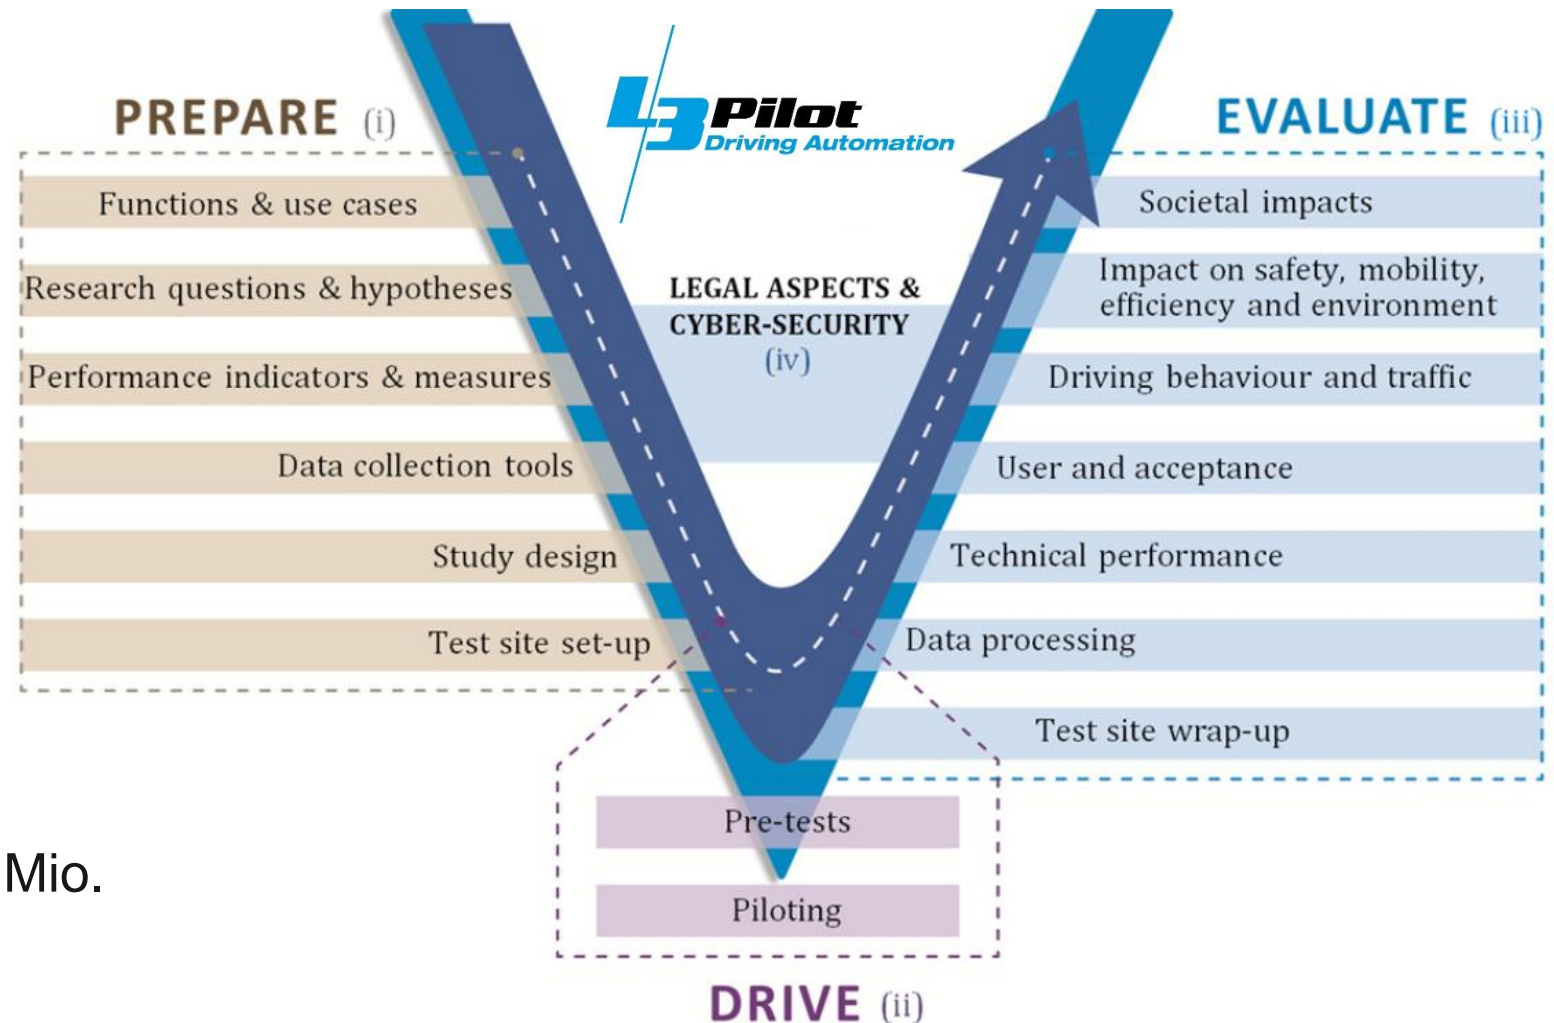 L3Pilot
Driving Automation
PREPARE (i)
Functions & use cases
Research questions & hypotheses
Performance indicators & measures
Data collection tools
Study design
Test site set-up
LEGAL ASPECTS &
CYBER-SECURITY
(iv)
EVALUATE (iii)
Societal impacts
Impact on safety, mobility,
efficiency and environment
Driving behaviour and traffic
User and acceptance
Technical performance
Data processing
Test site wrap-up
Pre-tests
Piloting
DRIVE (ii)
Mio.